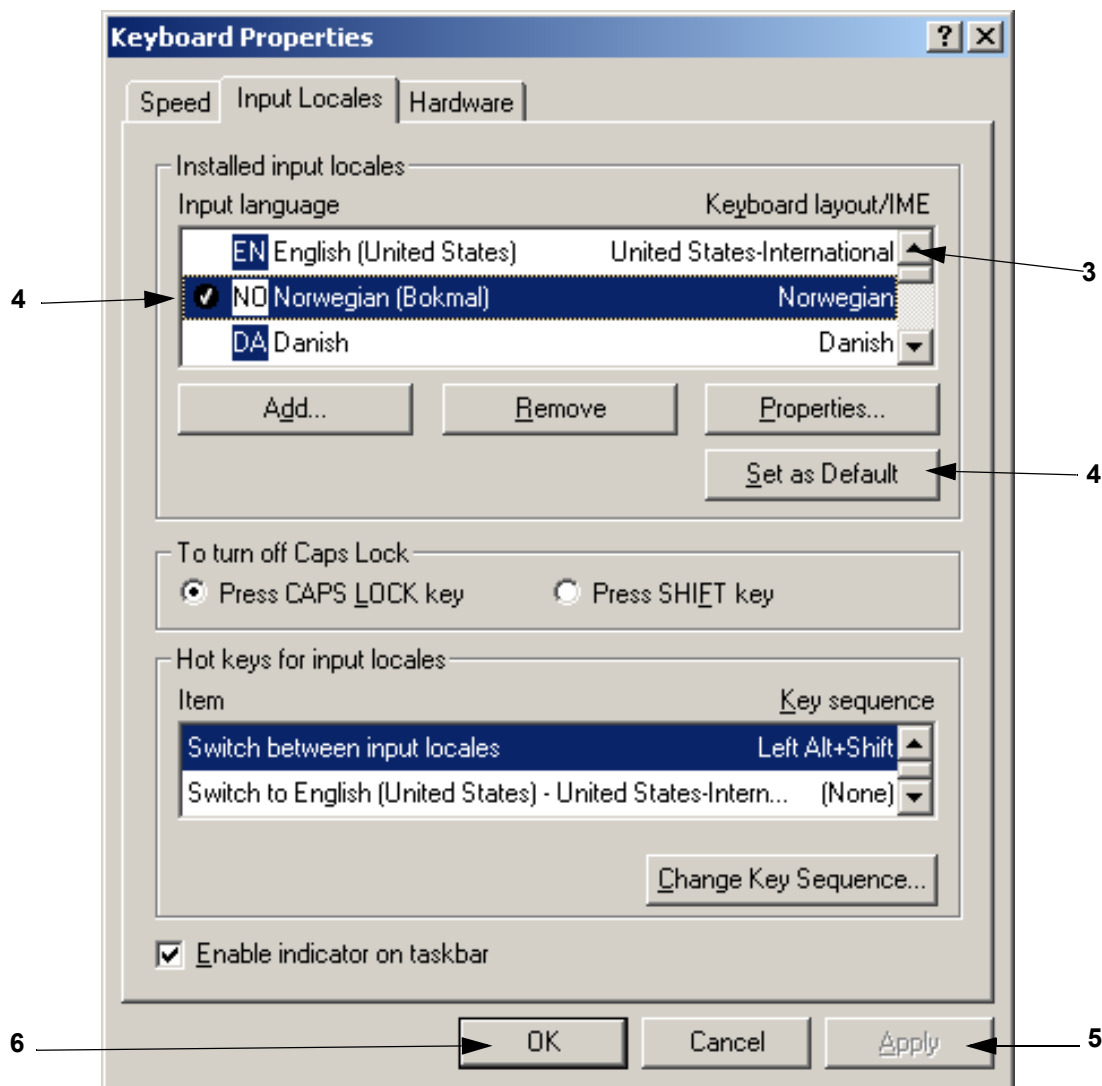 Keyboard Properties
Speed Input Locales Hardware
Installed input locales
Input language Keyboard layout/IME
EN English (United States) United States-International
3
4 NO Norwegian (Bokmal) Norwegian
DA Danish Danish
Add... Remove Properties...
Set as Default 4
To turn off Caps Lock
Press CAPS LOCK key Press SHIFT key
Hot keys for input locales
Item Key sequence
Switch between input locales Left Alt+Shift
Switch to English (United States) - United States-Intern... (None)
Change Key Sequence...
Enable indicator on taskbar
6 OK Cancel Apply 5